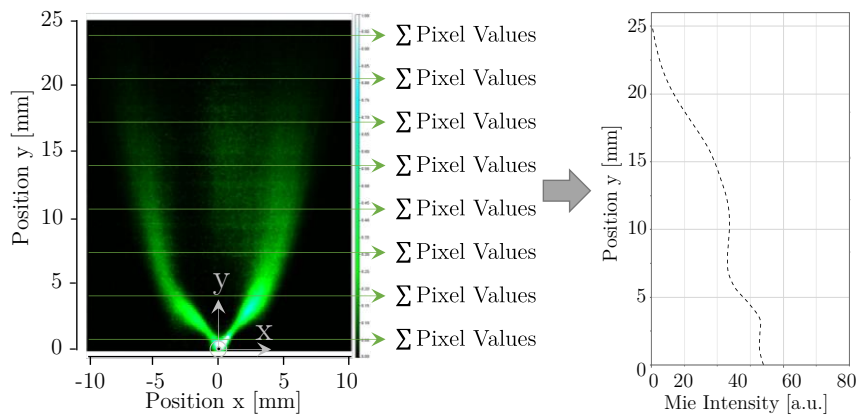 25
20
15
10
5
0
Position y [mm]
-10
-5
0
5
10
Position x [mm]
y
x
∑ Pixel Values
∑ Pixel Values
∑ Pixel Values
∑ Pixel Values
∑ Pixel Values
∑ Pixel Values
∑ Pixel Values
∑ Pixel Values
25
20
15
10
5
0
Position y [mm]
0
20
40
60
80
Mie Intensity [a.u.]